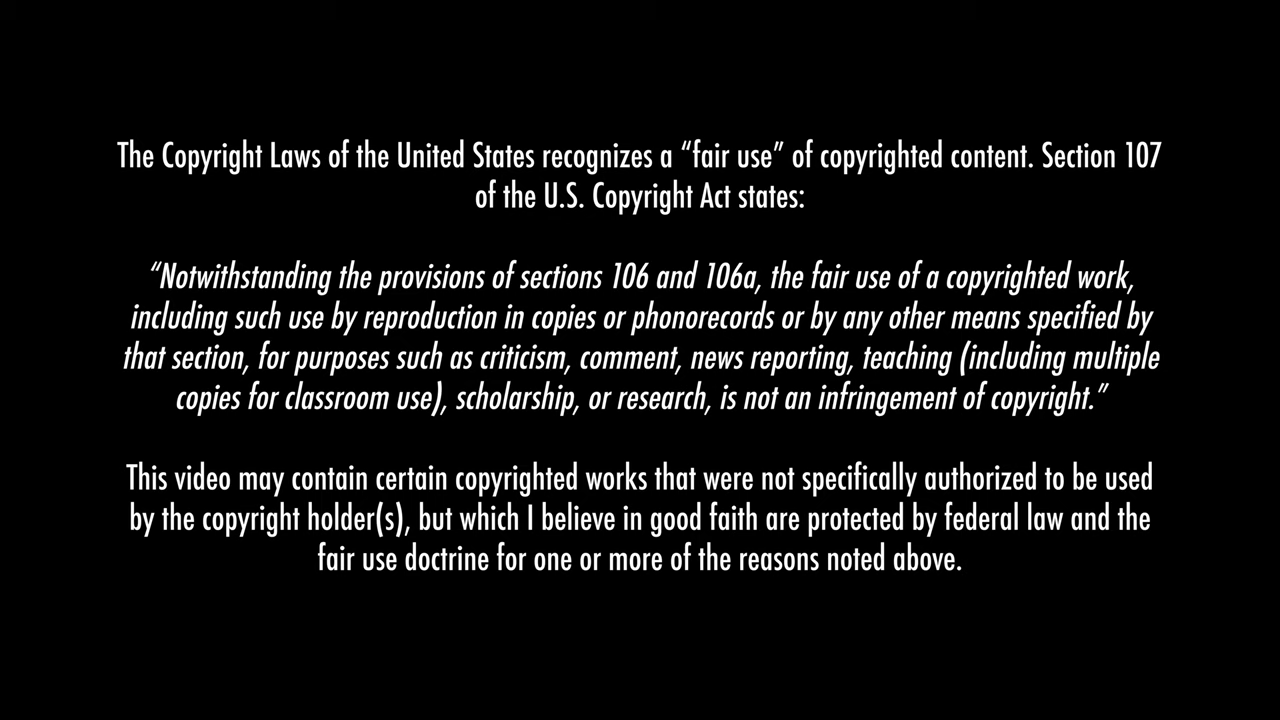 The Copyright Laws of the United States recognizes a “fair use” of copyrighted content. Section 107
of the U.S. Copyright Act states:
“Notwithstanding the provisions of sections 106 and 106a, the fair use of a copyrighted work,
including such use by reproduction in copies or phonorecords or by any other means specified by
that section, for purposes such as criticism, comment, news reporting, teaching (including multiple
copies for classroom use), scholarship, or research, is not an infringement of copyright.”
This video may contain certain copyrighted works that were not specifically authorized to be used
by the copyright holder(s), but which I believe in good faith are protected by federal law and the
fair use doctrine for one or more of the reasons noted above.